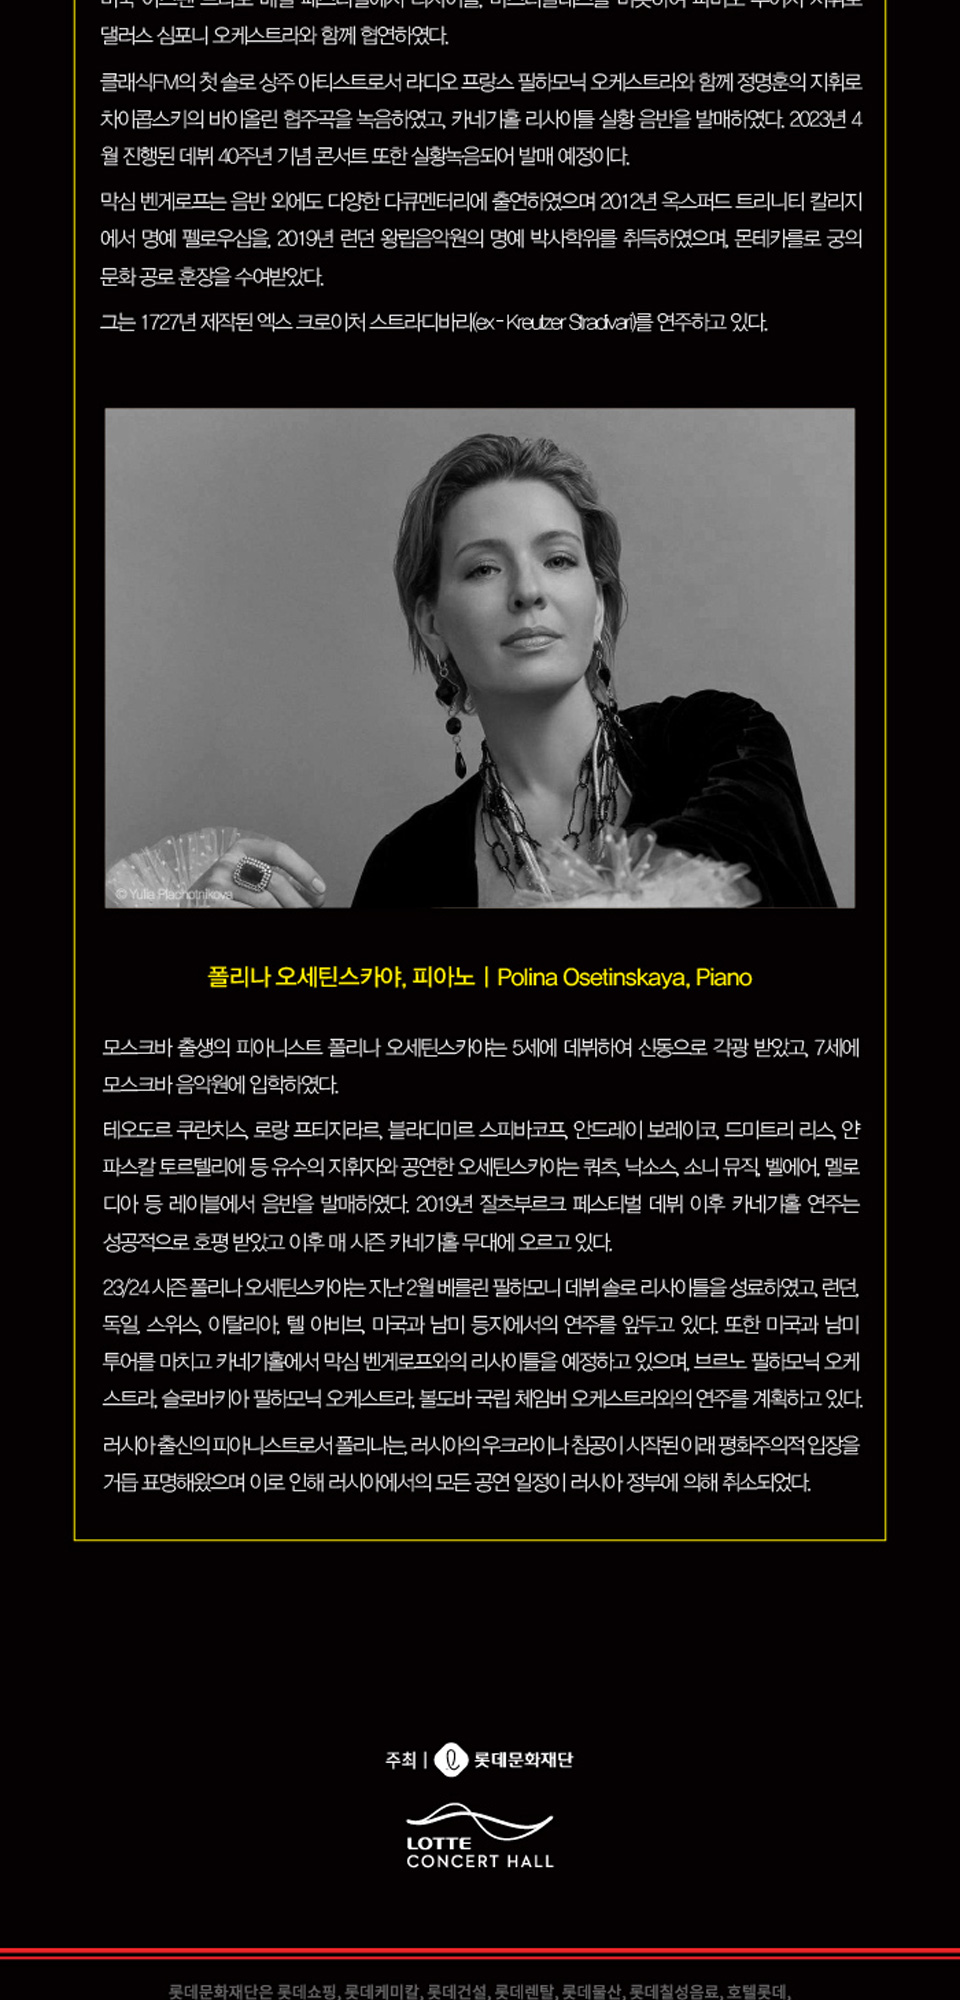 댈러스 심포니 오케스트라와 함께 협연하였다.
클래식FM의 첫 솔로 상주 아티스트로서 라디오 프랑스 필하모닉 오케스트라와 함께 정명훈의 지휘로
차이콥스키의 바이올린 협주곡을 녹음하였고, 카네기홀 리사이틀 실황 음반을 발매하였다. 2023년 4
월 진행된 데뷔 40주년 기념 콘서트 또한 실황녹음되어 발매 예정이다.
막심 벤게로프는 음반 외에도 다양한 다큐멘터리에 출연하였으며 2012년 옥스퍼드 트리니티 칼리지
에서 명예 펠로우십을, 2019년 런던 왕립음악원의 명예 박사학위를 취득하였으며, 몬테카를로 궁의
문화 공로 훈장을 수여받았다.
그는 1727년 제작된 엑스 크로이처 스트라디바리(ex-Kreutzer Stradivari)를 연주하고 있다.
© Yulia Plachotnikova
폴리나 오세틴스카야, 피아노 | Polina Osetinskaya, Piano
모스크바 출생의 피아니스트 폴리나 오세틴스카야는 5세에 데뷔하여 신동으로 각광 받았고, 7세에
모스크바 음악원에 입학하였다.
테오도르 쿠란치스, 로랑 프티지라르, 블라디미르 스피바코프, 안드레이 보레이코, 드미트리 리스, 얀
파스칼 토르텔리에 등 유수의 지휘자와 공연한 오세틴스카야는 쿼츠, 낙소스, 소니 뮤직, 벨에어, 멜로
디아 등 레이블에서 음반을 발매하였다. 2019년 잘츠부르크 페스티벌 데뷔 이후 카네기홀 연주는
성공적으로 호평 받았고 이후 매 시즌 카네기홀 무대에 오르고 있다.
23/24 시즌 폴리나 오세틴스카야는 지난 2월 베를린 필하모니 데뷔 솔로 리사이틀을 성료하였고, 런던,
독일, 스위스, 이탈리아, 텔 아비브, 미국과 남미 등지에서의 연주를 앞두고 있다. 또한 미국과 남미
투어를 마치고 카네기홀에서 막심 벤게로프와의 리사이틀을 예정하고 있으며, 브르노 필하모닉 오케
스트라, 슬로바키아 필하모닉 오케스트라, 몰도바 국립 체임버 오케스트라와의 연주를 계획하고 있다.
러시아 출신의 피아니스트로서 폴리나는, 러시아의 우크라이나 침공이 시작된 이래 평화주의적 입장을
거듭 표명해왔으며 이로 인해 러시아에서의 모든 공연 일정이 러시아 정부에 의해 취소되었다.
주최 | 롯데문화재단
LOTTE
CONCERT HALL
롯데문화재단은 롯데쇼핑, 롯데케미칼, 롯데건설, 롯데렌탈, 롯데물산, 롯데칠성음료, 호텔롯데,